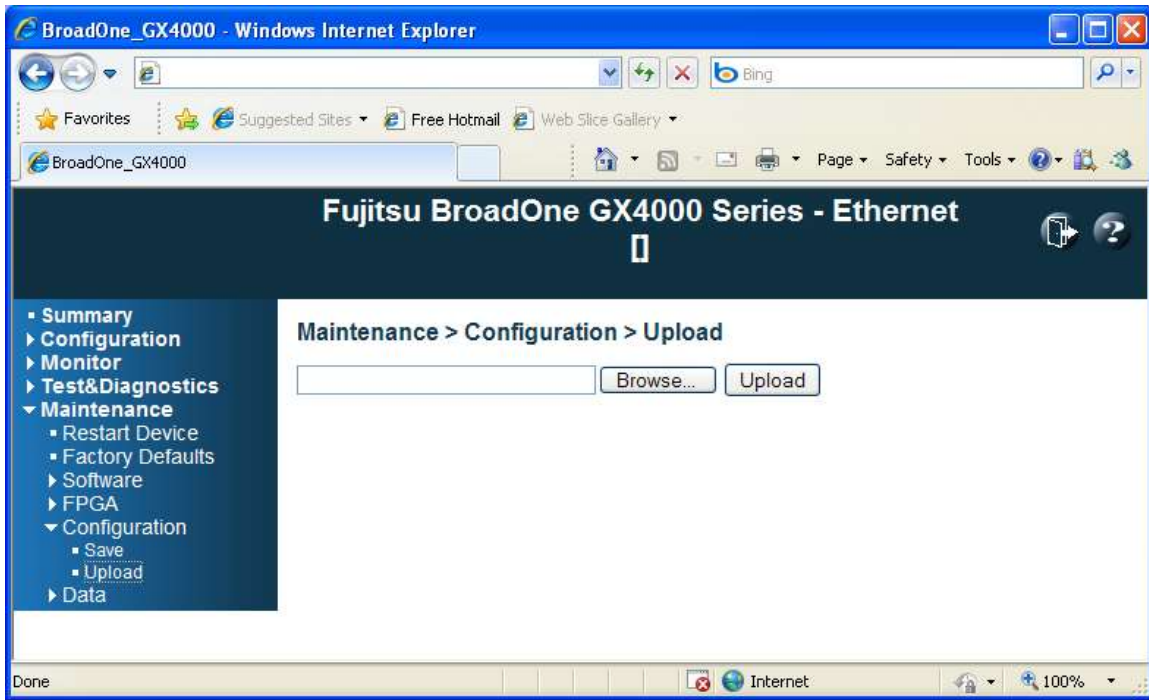 BroadOne_GX4000 - Windows Internet Explorer
Bing
Favorites Suggested Sites Free Hotmail Web Slice Gallery
BroadOne_GX4000 Page Safety Tools
Fujitsu BroadOne GX4000 Series - Ethernet
[]
Summary
Configuration
Monitor
Test&Diagnostics
Maintenance
Restart Device
Factory Defaults
Software
FPGA
Configuration
Save
Upload
Data
Maintenance > Configuration > Upload
Browse... Upload
Done Internet 100%